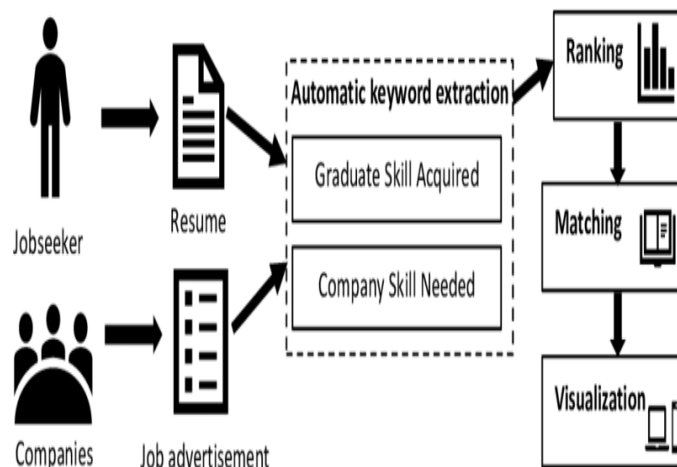 Jobseeker
Resume
Companies
Job advertisement
Automatic keyword extraction
Graduate Skill Acquired
Company Skill Needed
Ranking
Matching
Visualization